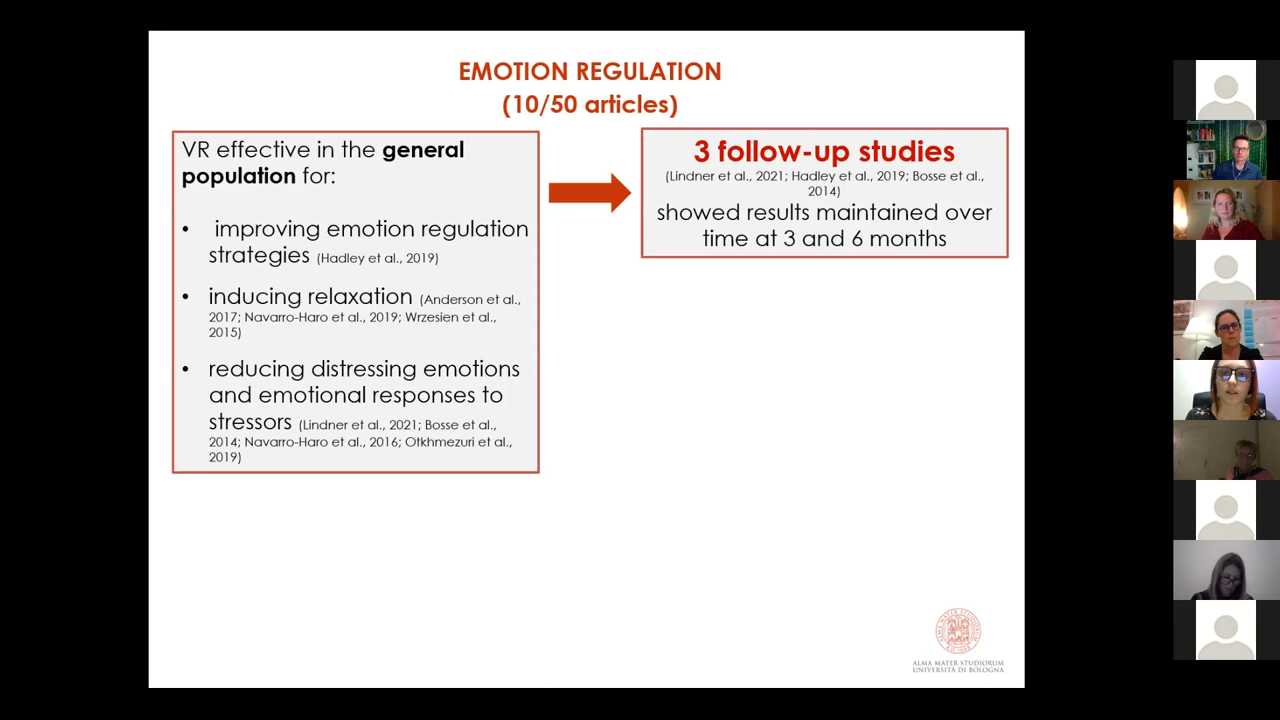 EMOTION REGULATION
(10/50 articles)
VR effective in the general
population for:
• improving emotion regulation
strategies (Hadley et al., 2019)
• inducing relaxation (Anderson et al.,
2017; Navarro-Haro et al., 2019; Wrzesien et al.,
2015)
• reducing distressing emotions
and emotional responses to
stressors (Lindner et al., 2021; Bosse et al.,
2014; Navarro-Haro et al., 2016; Otkhmezuri et al.,
2019)
3 follow-up studies
(Lindner et al., 2021; Hadley et al., 2019; Bosse et al.,
2014)
showed results maintained over
time at 3 and 6 months
ALMA MATER STUDIORUM
UNIVERSITÀ DI BOLOGNA